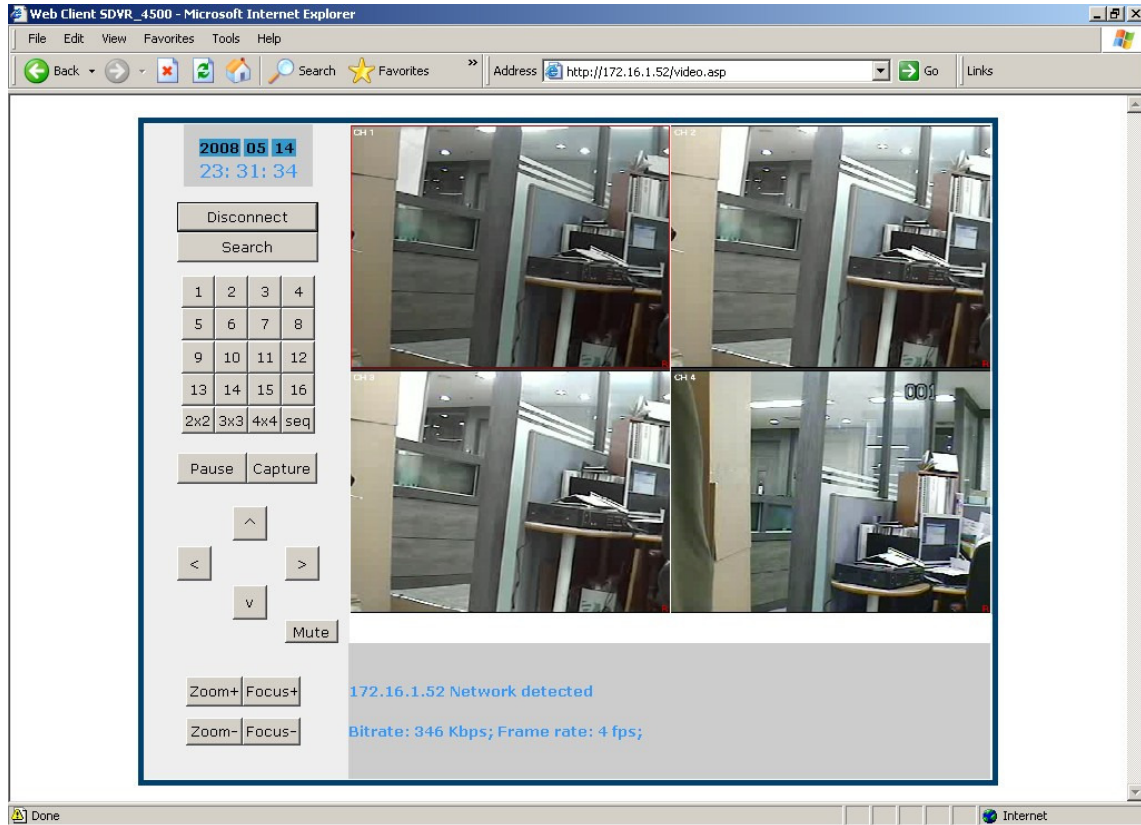 Web Client SDVR_4500 - Microsoft Internet Explorer
File Edit View Favorites Tools Help
Back Search Favorites » Address http://172.16.1.52/video.asp Go Links
2008 05 14
23: 31: 34
Disconnect
Search
1 2 3 4
5 6 7 8
9 10 11 12
13 14 15 16
2x2 3x3 4x4 seq
Pause Capture
^
< >
v
Mute
Zoom+ Focus+
Zoom- Focus-
CH 1 CH 2
R R
CH 3 CH 4
001
R R
172.16.1.52 Network detected
Bitrate: 346 Kbps; Frame rate: 4 fps;
Done Internet